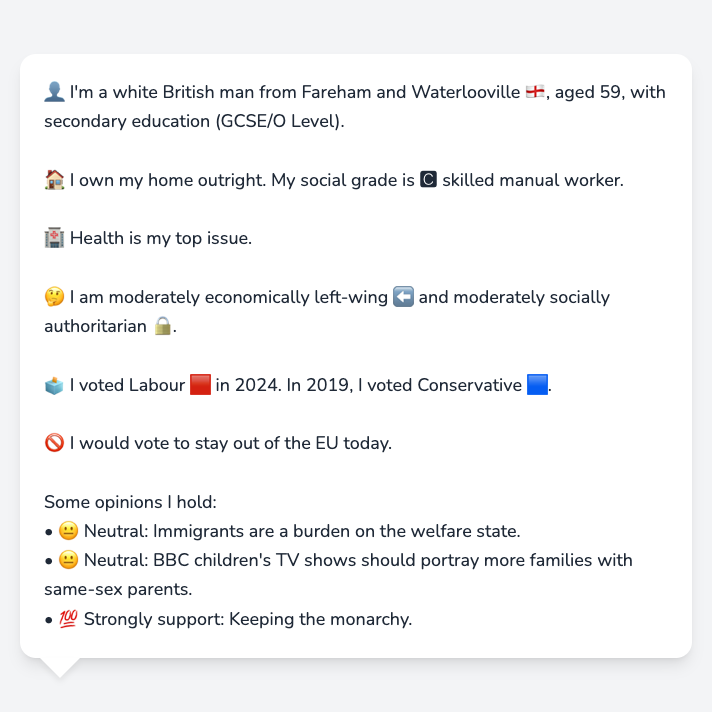 👤 I'm a white British man from Fareham and Waterlooville 🏴󠁧󠁢󠁥󠁮󠁧󠁿, aged 59, with
secondary education (GCSE/O Level).
🏠 I own my home outright. My social grade is 🅲 skilled manual worker.
🏥 Health is my top issue.
🤔 I am moderately economically left-wing ⬅️ and moderately socially
authoritarian 🔒.
🗳️ I voted Labour 🟥 in 2024. In 2019, I voted Conservative 🟦.
🚫 I would vote to stay out of the EU today.
Some opinions I hold:
• 😐 Neutral: Immigrants are a burden on the welfare state.
• 😐 Neutral: BBC children's TV shows should portray more families with
same-sex parents.
• 💯 Strongly support: Keeping the monarchy.